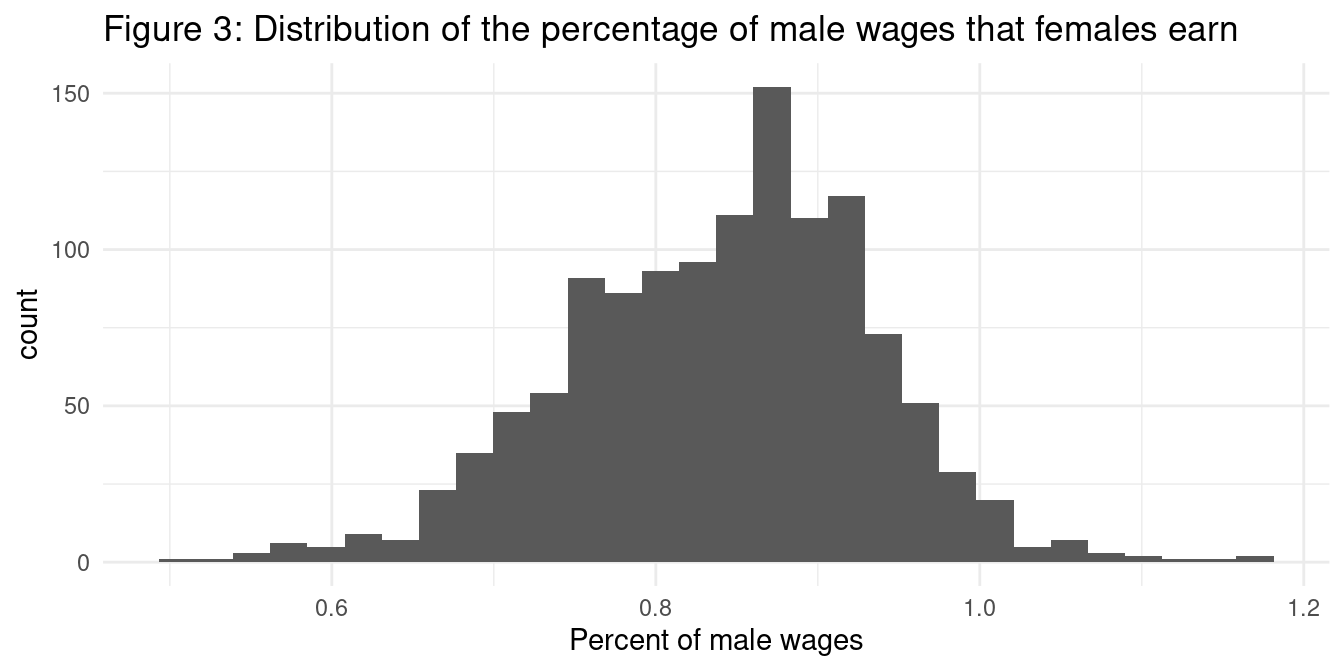 Figure 3: Distribution of the percentage of male wages that females earn
150
100
50
0
count
0.6 0.8 1.0 1.2
Percent of male wages